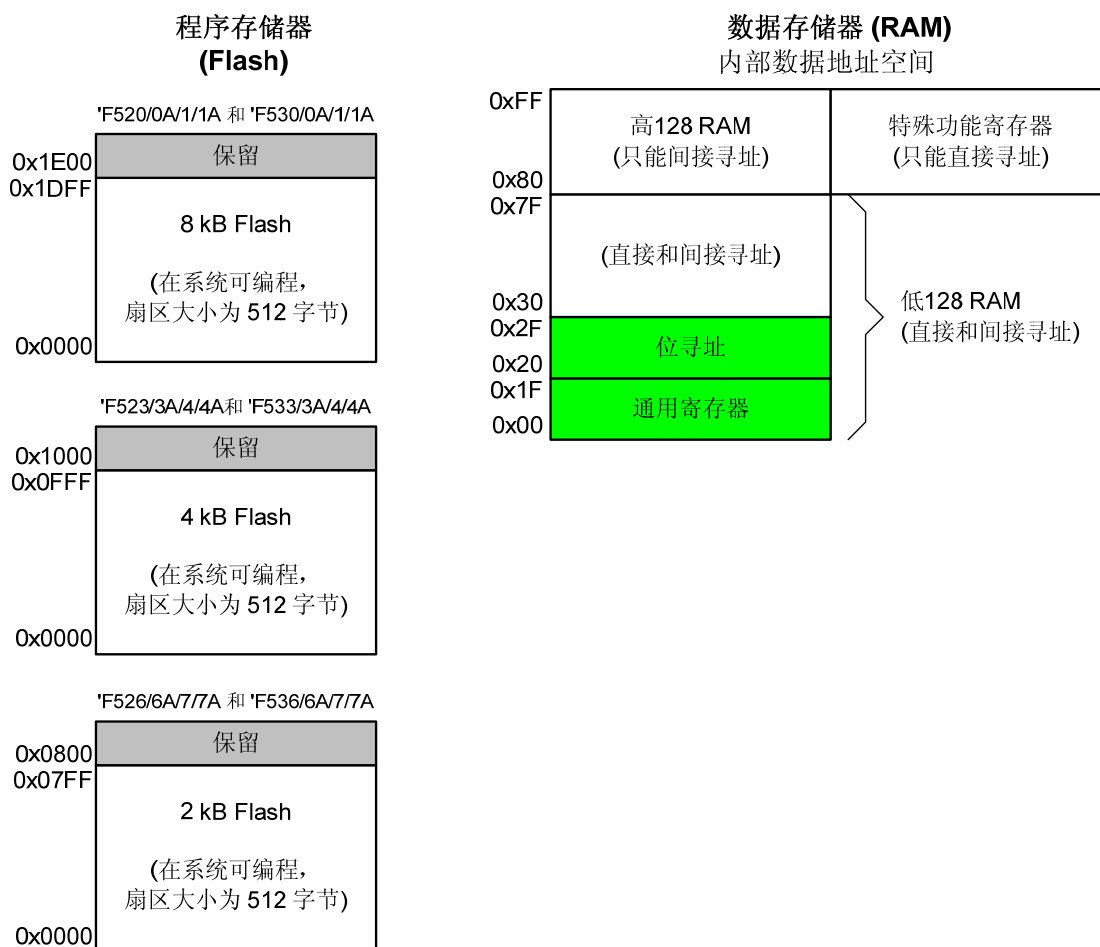 程序存储器
(Flash)
'F520/0A/1/1A 和 'F530/0A/1/1A
保留
0x1E00
0x1DFF
8 kB Flash
(在系统可编程，
扇区大小为 512 字节)
0x0000
'F523/3A/4/4A和 'F533/3A/4/4A
保留
0x1000
0x0FFF
4 kB Flash
(在系统可编程，
扇区大小为 512 字节)
0x0000
'F526/6A/7/7A 和 'F536/6A/7/7A
保留
0x0800
0x07FF
2 kB Flash
(在系统可编程，
扇区大小为 512 字节)
0x0000
数据存储器 (RAM)
内部数据地址空间
0xFF
高128 RAM
(只能间接寻址)
特殊功能寄存器
(只能直接寻址)
0x80
0x7F
(直接和间接寻址)
0x30
0x2F
位寻址
0x20
0x1F
通用寄存器
0x00
低128 RAM
(直接和间接寻址)